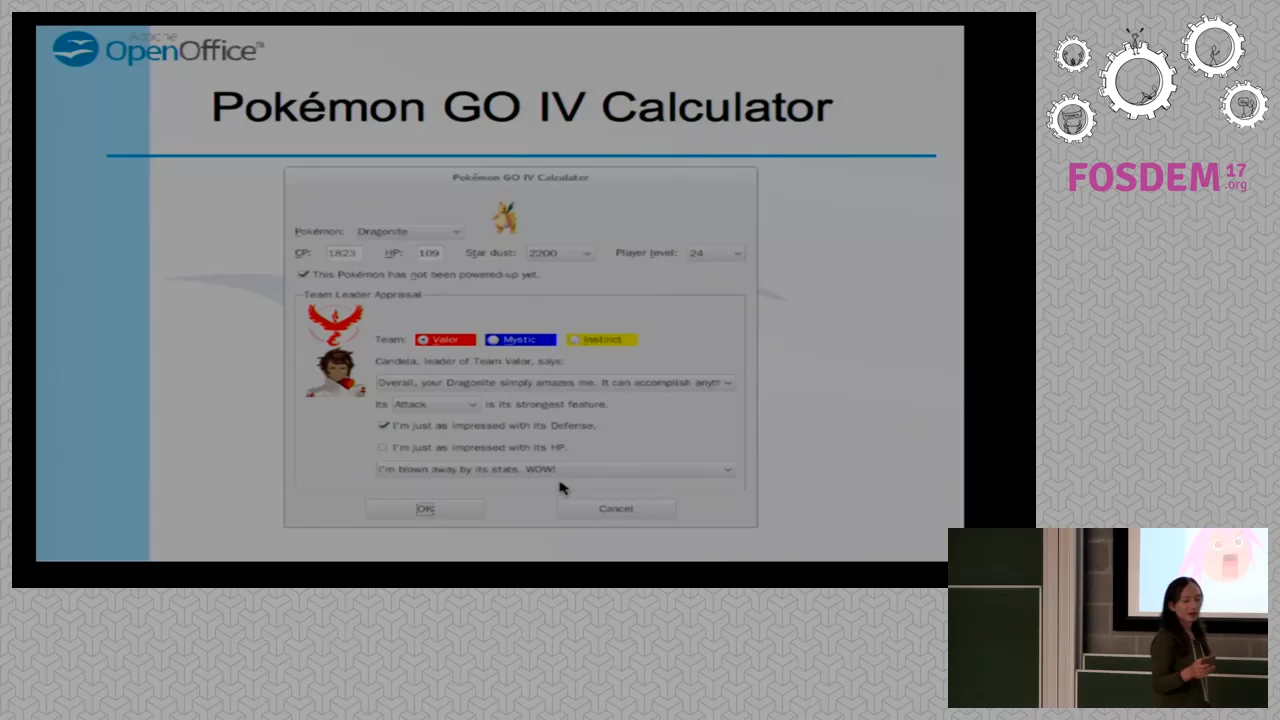 Apache
OpenOffice™
Pokémon GO IV Calculator
Pokémon GO IV Calculator
Pokémon: Dragonite
CP: 1823 HP: 109 Star dust: 2200 Player level: 24
This Pokémon has not been powered-up yet.
Team Leader Appraisal
Team: Valor Mystic Instinct
Candela, leader of Team Valor, says:
Overall, your Dragonite simply amazes me. It can accomplish anyth
Its Attack is its strongest feature.
I'm just as impressed with its Defense.
I'm just as impressed with its HP.
I'm blown away by its stats. WOW!
OK Cancel
FOSDEM 17
.org